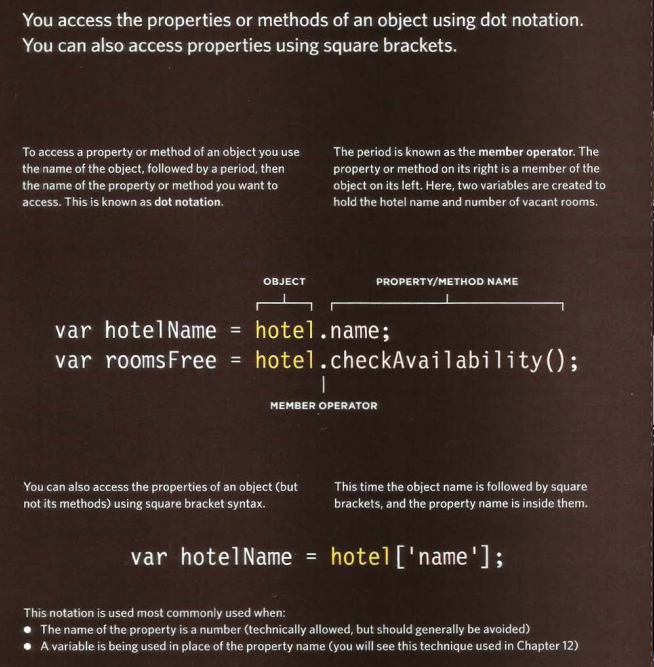 You access the properties or methods of an object using dot notation.
You can also access properties using square brackets.
To access a property or method of an object you use
the name of the object, followed by a period, then
the name of the property or method you want to
access. This is known as dot notation.
The period is known as the member operator. The
property or method on its right is a member of the
object on its left. Here, two variables are created to
hold the hotel name and number of vacant rooms.
OBJECT
PROPERTY/METHOD NAME
var hotelName = hotel.name;
var roomsFree = hotel.checkAvailability();
MEMBER OPERATOR
You can also access the properties of an object (but
not its methods) using square bracket syntax.
This time the object name is followed by square
brackets, and the property name is inside them.
var hotelName = hotel['name'];
This notation is used most commonly used when:
● The name of the property is a number (technically allowed, but should generally be avoided)
● A variable is being used in place of the property name (you will see this technique used in Chapter 12)